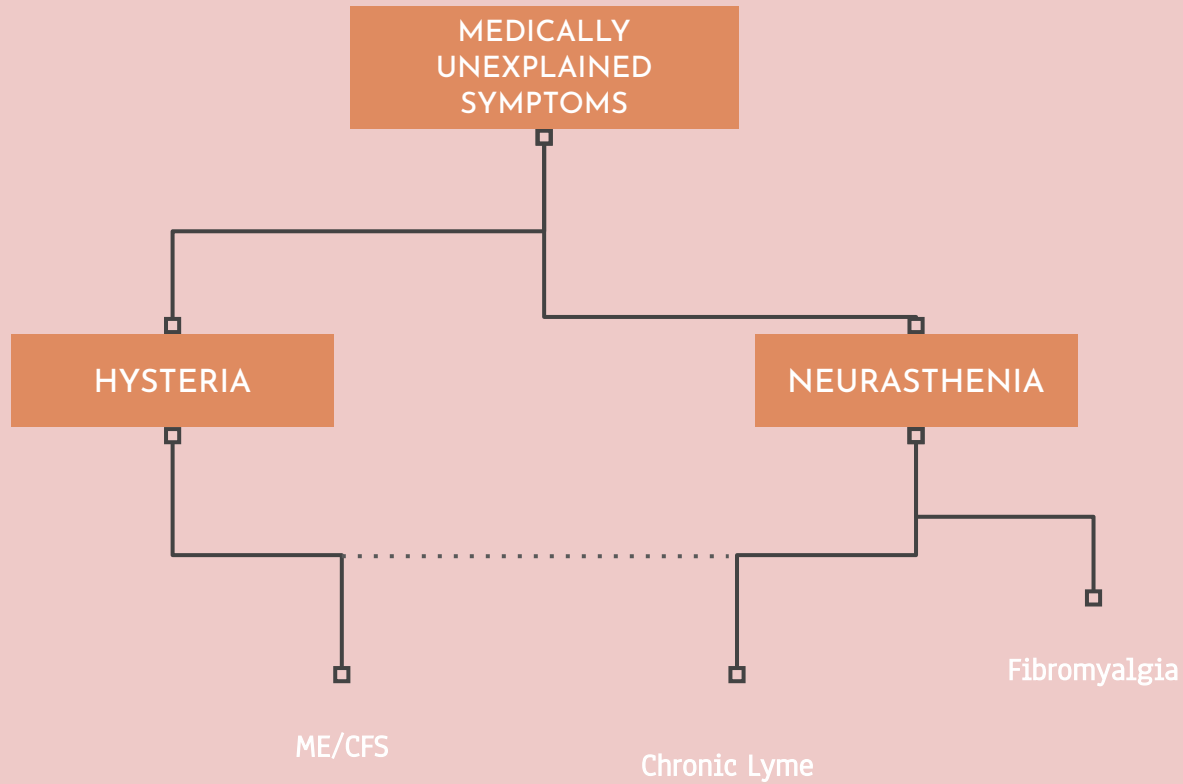 MEDICALLY
UNEXPLAINED
SYMPTOMS
HYSTERIA
NEURASTHENIA
Fibromyalgia
ME/CFS
Chronic Lyme